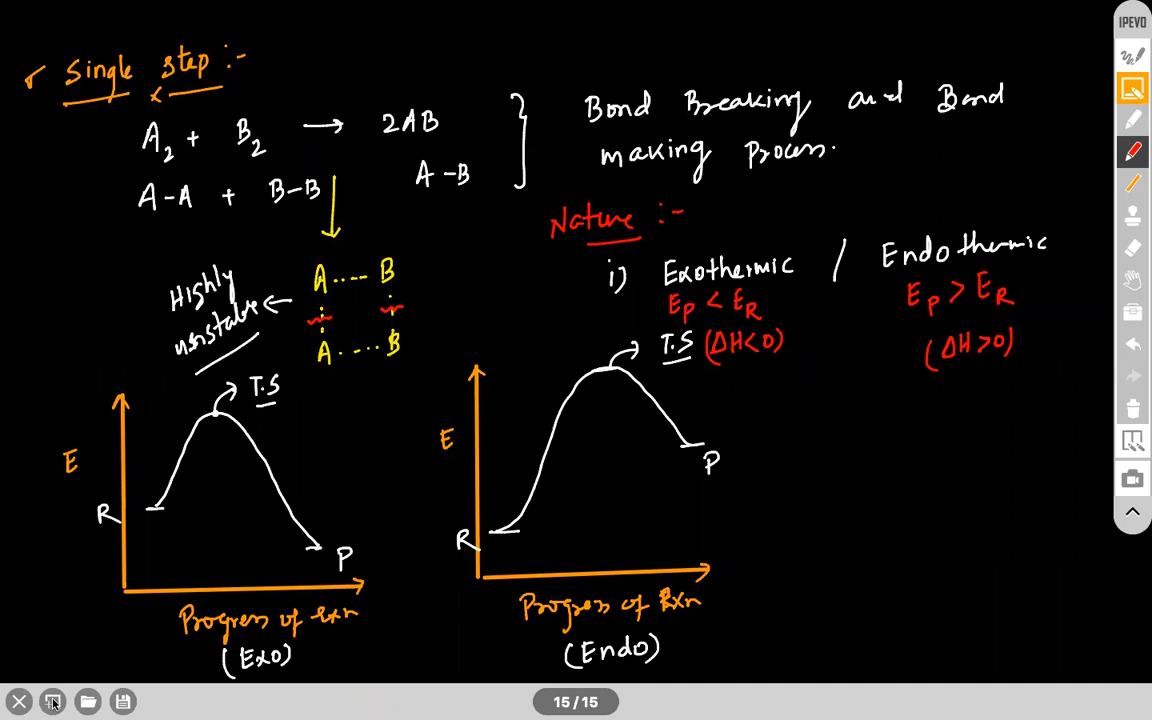 Single step :-
A2 + B2 → 2AB
A-A + B-B
A-B
Bond Breaking and Bond
making Process.
Nature :-
i) Exothermic / Endothermic
EP < ER
EP > ER
(ΔH<0)
(ΔH>0)
A ---- B
A ---- B
Highly
unstable
T.S
E
R
P
Progress of rxn
(Exo)
T.S
E
R
P
Progress of Rxn
(Endo)
IPEVO
15/15